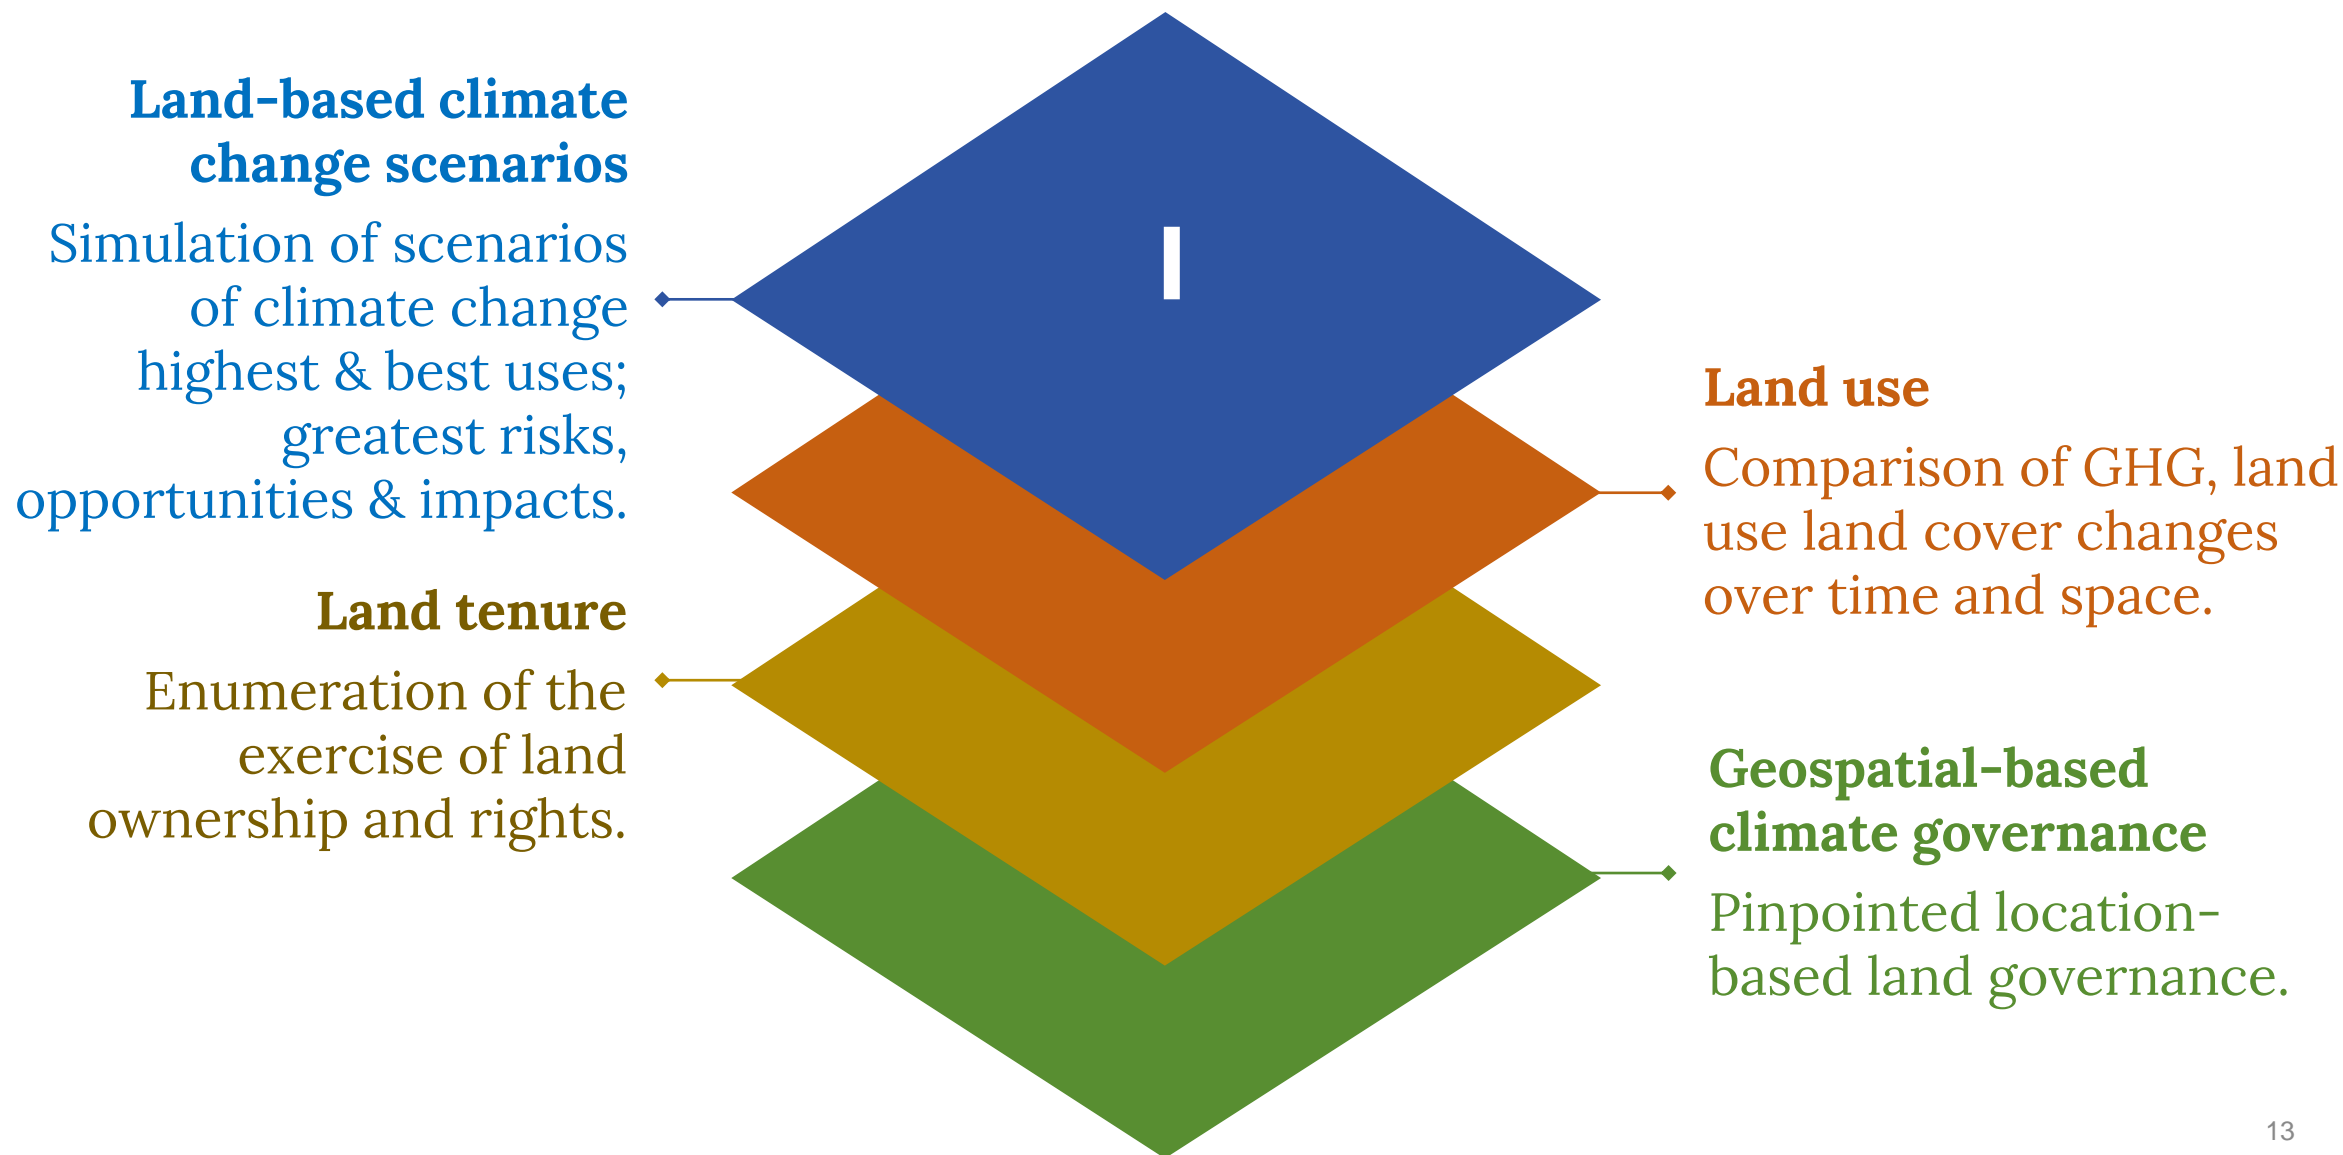 Land-based climate
change scenarios
Simulation of scenarios
of climate change
highest & best uses;
greatest risks,
opportunities & impacts.
I
Land use
Comparison of GHG, land
use land cover changes
over time and space.
Land tenure
Enumeration of the
exercise of land
ownership and rights.
Geospatial-based
climate governance
Pinpointed location-
based land governance.
13